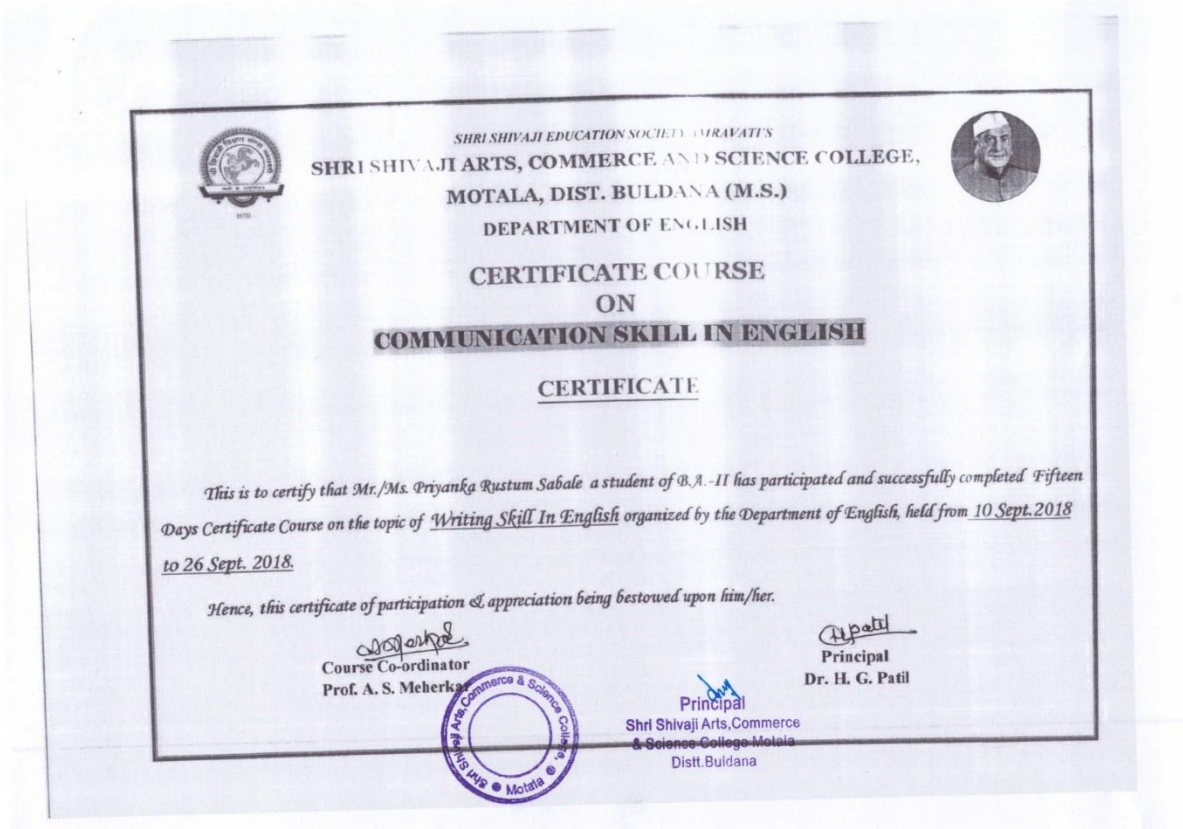 SHRI SHIVAJI EDUCATION SOCIETY AMRAVATI'S
SHRI SHIVAJI ARTS, COMMERCE AND SCIENCE COLLEGE,
MOTALA, DIST. BULDANA (M.S.)
DEPARTMENT OF ENGLISH
CERTIFICATE COURSE
ON
COMMUNICATION SKILL IN ENGLISH
CERTIFICATE
This is to certify that Mr./Ms. Priyanka Rustum Sabale a student of B.A.-II has participated and successfully completed Fifteen
Days Certificate Course on the topic of Writing Skill In English organized by the Department of English, held from 10 Sept.2018
to 26 Sept. 2018.
Hence, this certificate of participation & appreciation being bestowed upon him/her.
Course Co-ordinator
Prof. A. S. Meherkar
HPatil
Principal
Dr. H. G. Patil
Shri Shivaji Arts, Commerce & Science College,
Motala
Principal
Shri Shivaji Arts,Commerce
& Science College Motala
Distt.Buldana